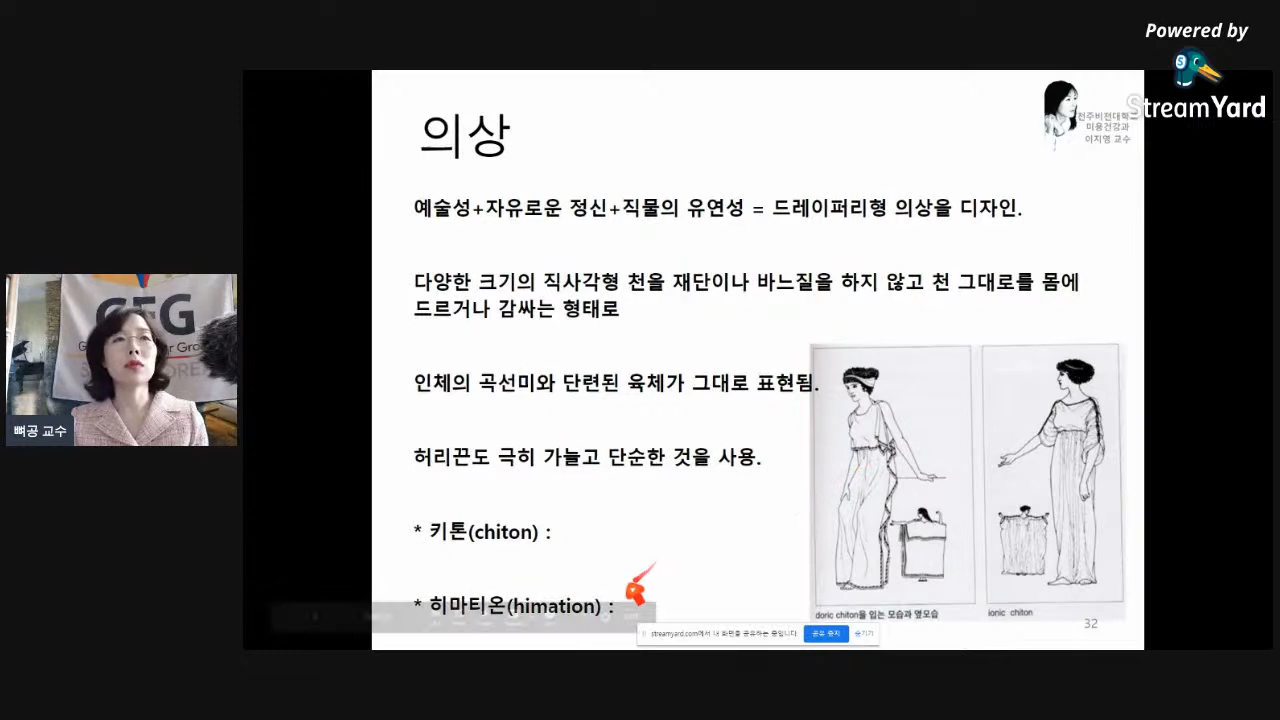 Powered by
StreamYard
전주비전대학
미용건강과
이지영 교수
의상
예술성+자유로운 정신+직물의 유연성 = 드레이퍼리형 의상을 디자인.
다양한 크기의 직사각형 천을 재단이나 바느질을 하지 않고 천 그대로를 몸에
드르거나 감싸는 형태로
인체의 곡선미와 단련된 육체가 그대로 표현됨.
허리끈도 극히 가늘고 단순한 것을 사용.
* 키톤(chiton) :
* 히마티온(himation) :
doric chiton을 입는 모습과 옆모습
ionic chiton
32
streamyard.com에서 내 화면을 공유하는 중입니다.
공유 중지
숨기기
GFG
뼈공 교수